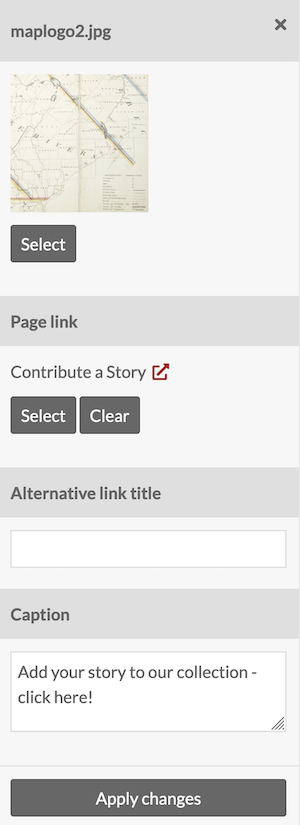 maplogo2.jpg
Select
Page link
Contribute a Story
Select Clear
Alternative link title
Caption
Add your story to our collection -
click here!
Apply changes